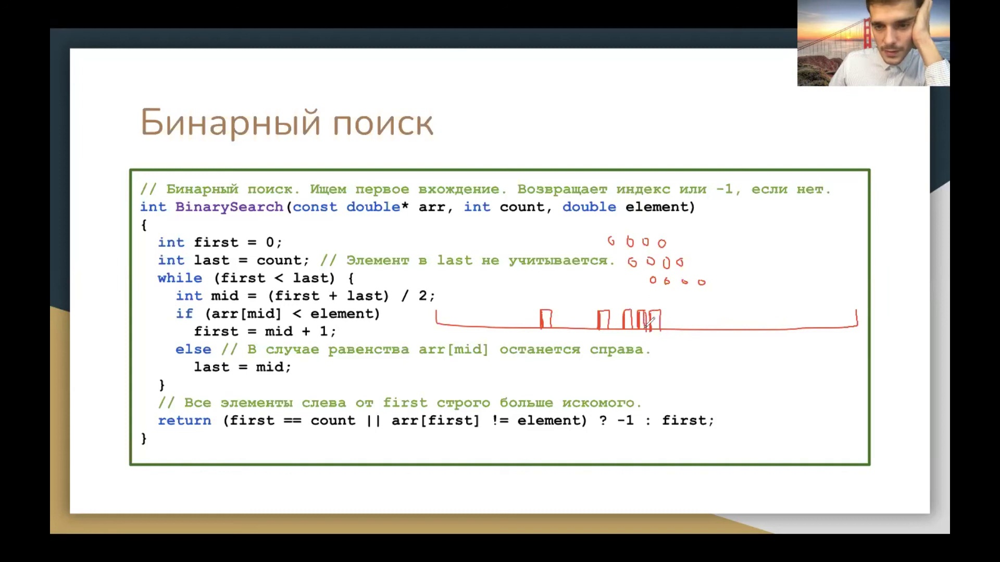 Бинарный поиск
// Бинарный поиск. Ищем первое вхождение. Возвращает индекс или -1, если нет.
int BinarySearch(const double* arr, int count, double element)
{
int first = 0;
int last = count; // Элемент в last не учитывается.
while (first < last) {
int mid = (first + last) / 2;
if (arr[mid] < element)
first = mid + 1;
else // В случае равенства arr[mid] останется справа.
last = mid;
}
// Все элементы слева от first строго больше искомого.
return (first == count || arr[first] != element) ? -1 : first;
}